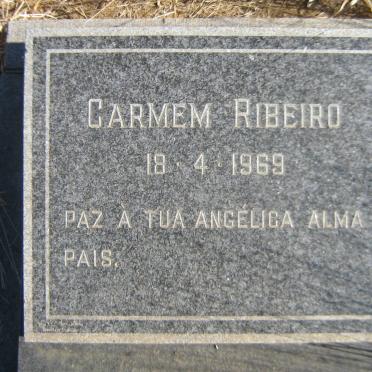 CARMEM RIBEIRO
18 · 4 · 1969
PAZ À TUA ANGÉLICA ALMA
PAIS.